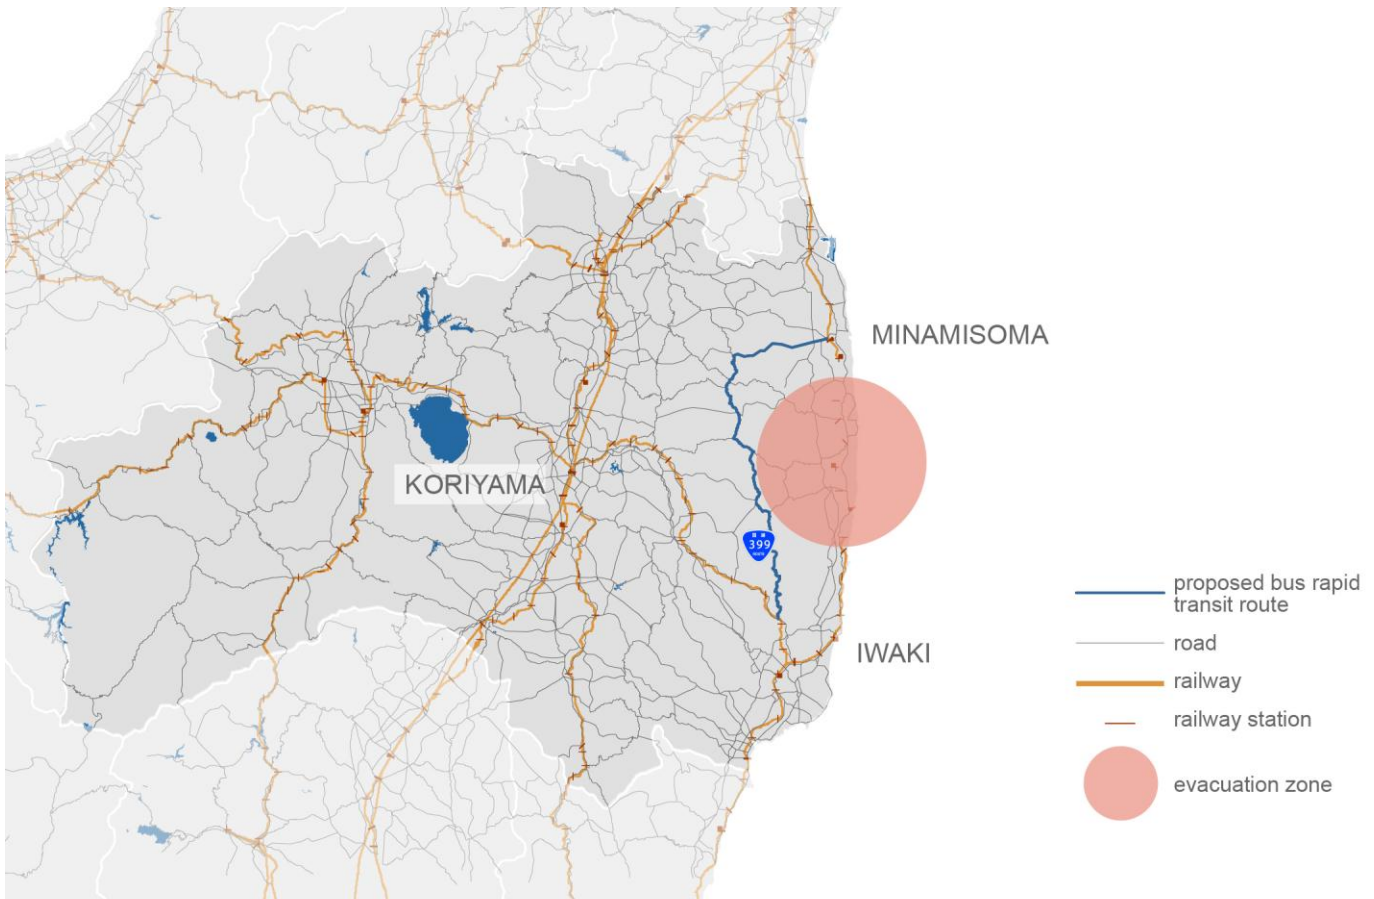 MINAMISOMA
KORIYAMA
399
IWAKI
proposed bus rapid
transit route
road
railway
railway station
evacuation zone